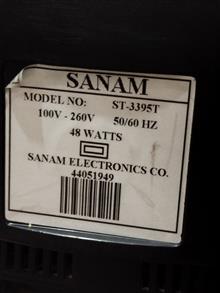 SANAM
MODEL NO: ST-3395T
100V - 260V 50/60 HZ
48 WATTS
SANAM ELECTRONICS CO.
44051949